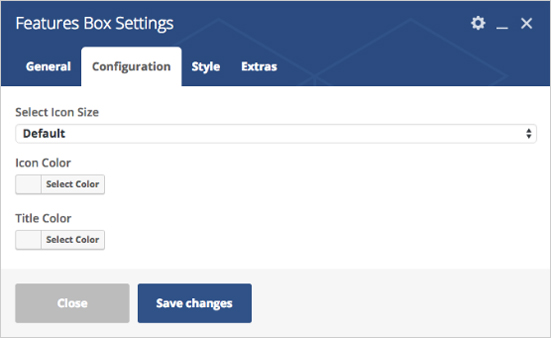 Features Box Settings
General Configuration Style Extras
Select Icon Size
Default
Icon Color
Select Color
Title Color
Select Color
Close Save changes